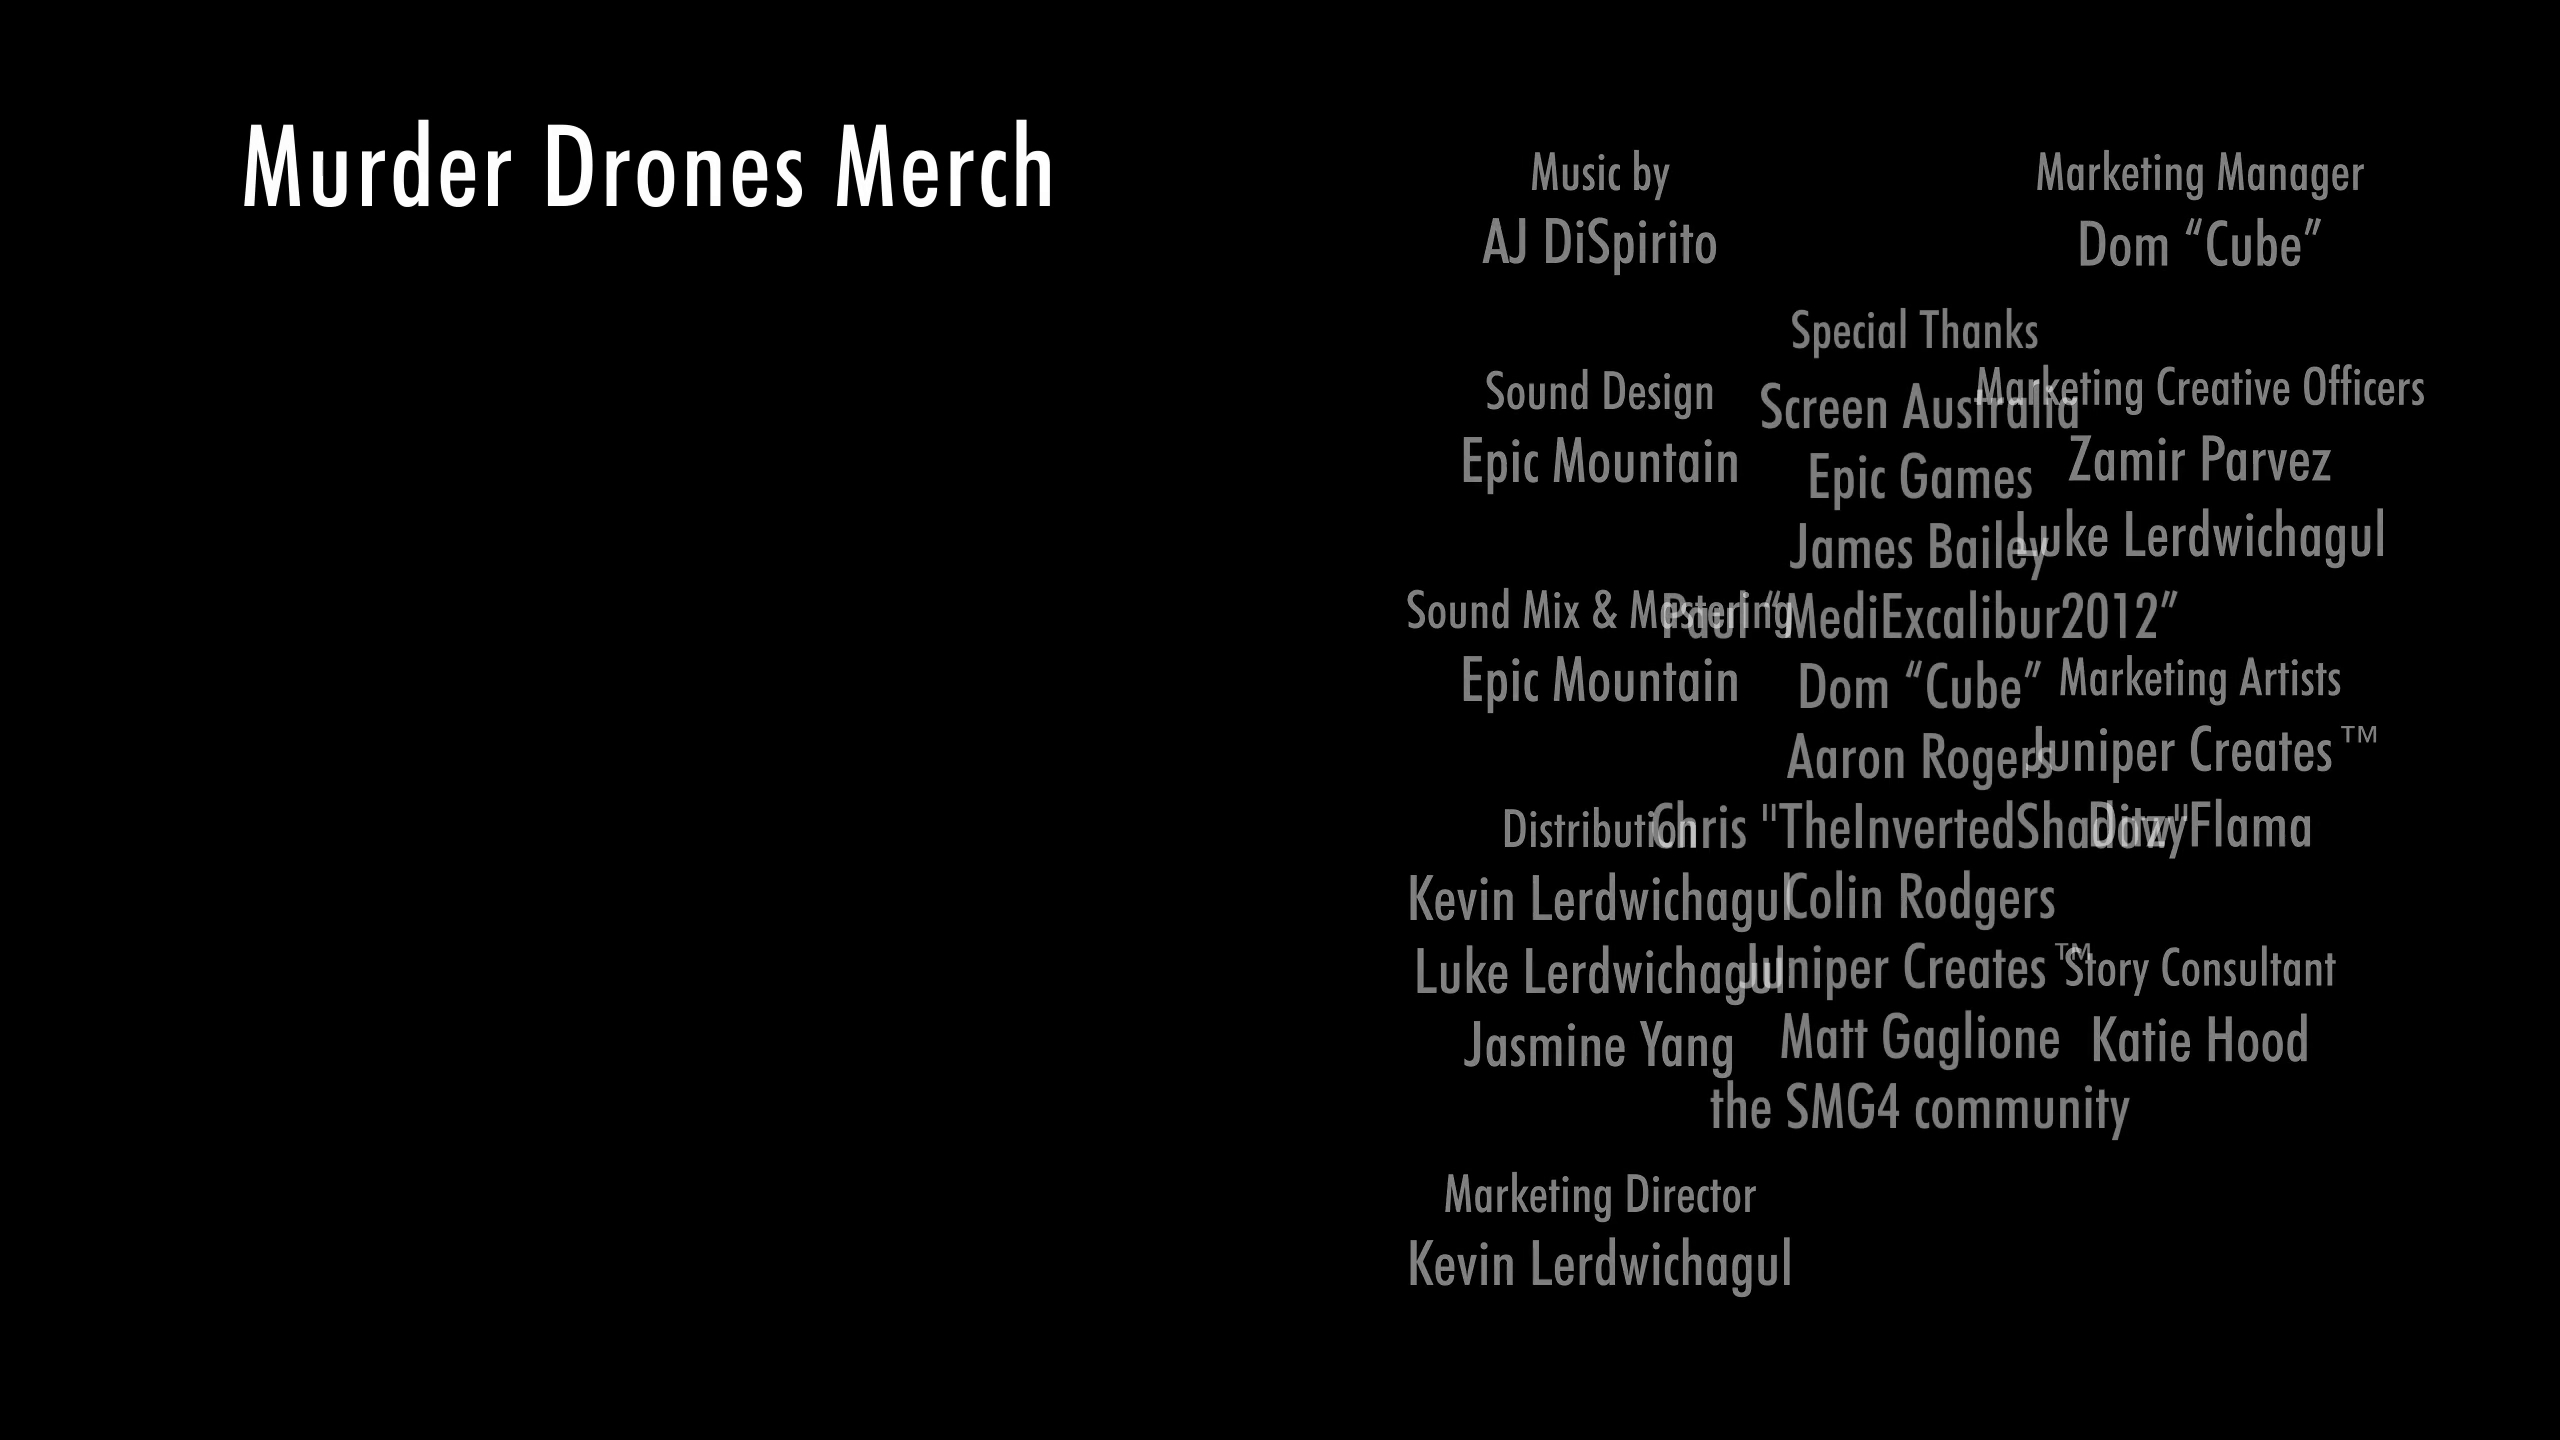 Murder Drones Merch
Music by
AJ DiSpirito
Sound Design
Epic Mountain
Sound Mix & Mastering
Epic Mountain
Distribution
Kevin Lerdwichagul
Luke Lerdwichagul
Jasmine Yang
Marketing Director
Kevin Lerdwichagul
Special Thanks
Screen Australia
Epic Games
James Bailey
Paul “MediExcalibur2012”
Dom “Cube”
Aaron Rogers
Chris "TheInvertedShadow"
Colin Rodgers
Juniper Creates™
Matt Gaglione
the SMG4 community
Marketing Manager
Dom “Cube”
Marketing Creative Officers
Zamir Parvez
Luke Lerdwichagul
Marketing Artists
Juniper Creates™
DitzyFlama
Story Consultant
Katie Hood